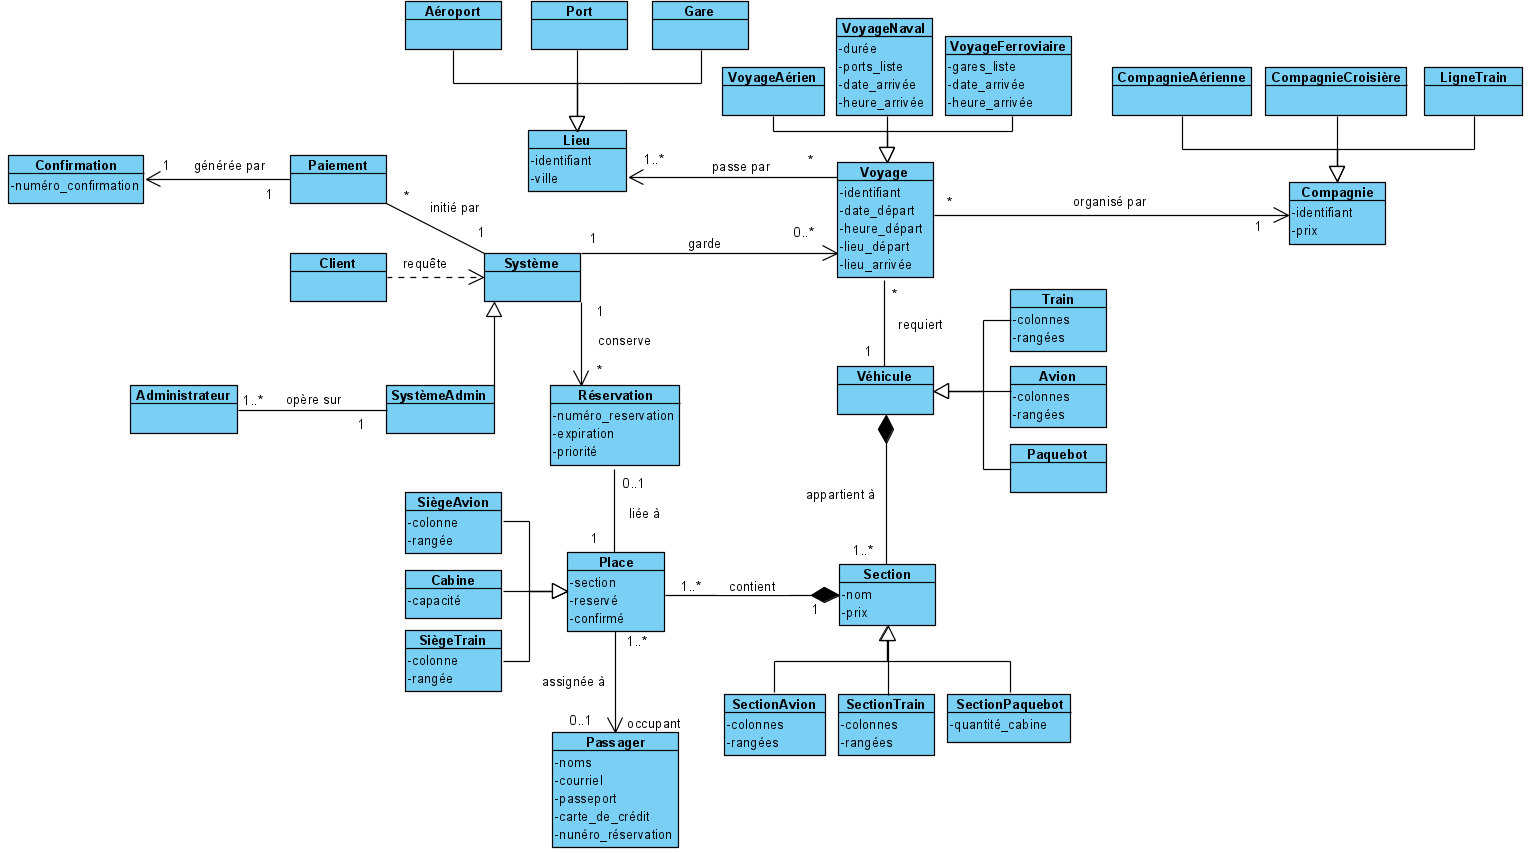 Aéroport
Port
Gare
VoyageAérien
VoyageNaval
-durée
-ports_liste
-date_arrivée
-heure_arrivée
VoyageFerroviaire
-gares_liste
-date_arrivée
-heure_arrivée
CompagnieAérienne
CompagnieCroisière
LigneTrain
Confirmation
-numéro_confirmation
1
générée par
1
Paiement
Lieu
-identifiant
-ville
1..*
passe par
*
Voyage
-identifiant
-date_départ
-heure_départ
-lieu_départ
-lieu_arrivée
*
organisé par
1
Compagnie
-identifiant
-prix
*
initié par
1
Client
requête
Système
1
garde
0..*
1
conserve
*
*
requiert
1
Train
-colonnes
-rangées
Avion
-colonnes
-rangées
Paquebot
Véhicule
Administrateur
1..*
opère sur
1
SystèmeAdmin
Réservation
-numéro_reservation
-expiration
-priorité
0..1
liée à
1
appartient à
1..*
SiègeAvion
-colonne
-rangée
Cabine
-capacité
SiègeTrain
-colonne
-rangée
Place
-section
-reservé
-confirmé
1..*
contient
1
Section
-nom
-prix
1..*
assignée à
0..1
occupant
SectionAvion
-colonnes
-rangées
SectionTrain
-colonnes
-rangées
SectionPaquebot
-quantité_cabine
Passager
-noms
-courriel
-passeport
-carte_de_crédit
-nunéro_réservation